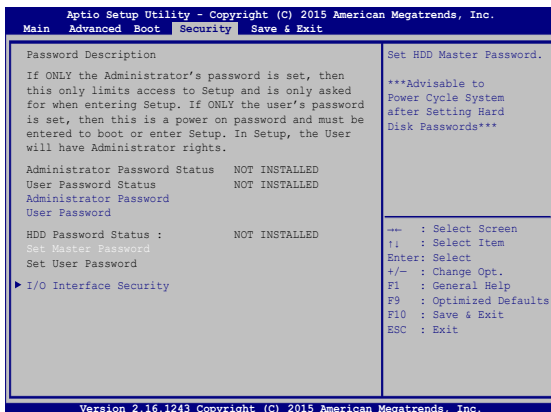 Aptio Setup Utility - Copyright (C) 2015 American Megatrends, Inc.
Main Advanced Boot Security Save & Exit
Password Description
If ONLY the Administrator's password is set, then
this only limits access to Setup and is only asked
for when entering Setup. If ONLY the user's password
is set, then this is a power on password and must be
entered to boot or enter Setup. In Setup, the User
will have Administrator rights.
Administrator Password Status NOT INSTALLED
User Password Status NOT INSTALLED
Administrator Password
User Password
HDD Password Status : NOT INSTALLED
Set Master Password
Set User Password
I/O Interface Security
Set HDD Master Password.
***Advisable to
Power Cycle System
after Setting Hard
Disk Passwords***
→← : Select Screen
↑↓ : Select Item
Enter: Select
+/— : Change Opt.
F1 : General Help
F9 : Optimized Defaults
F10 : Save & Exit
ESC : Exit
Version 2.16.1243 Copyright (C) 2015 American Megatrends, Inc.